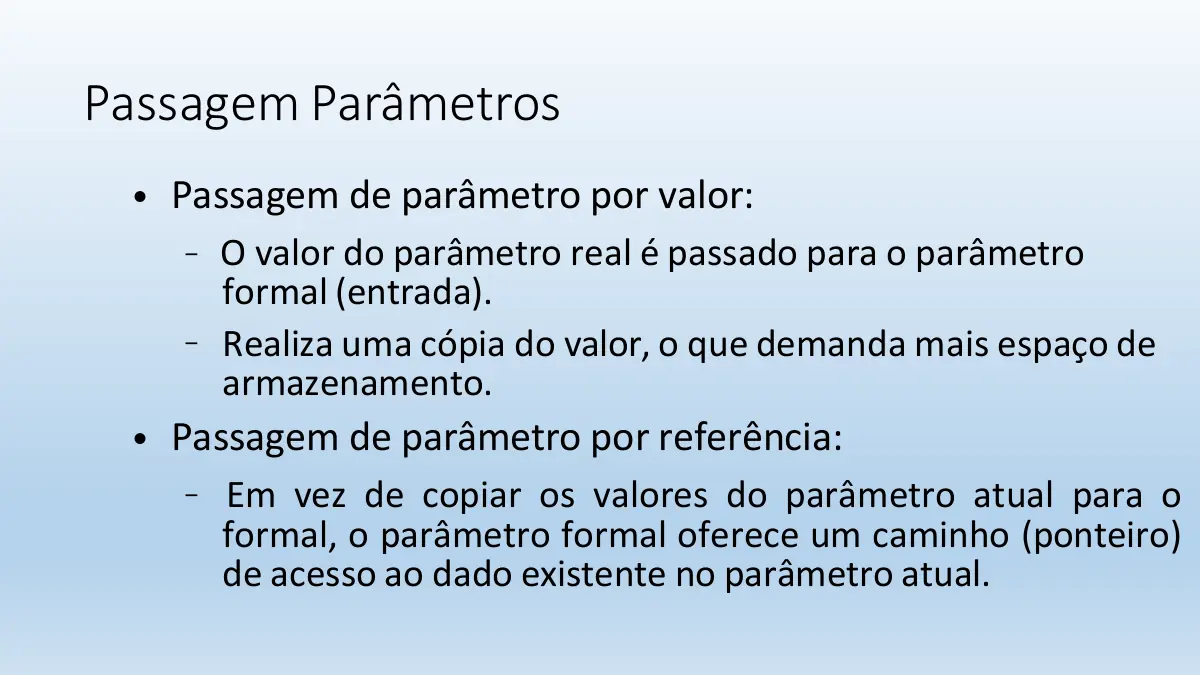 Passagem Parâmetros
• Passagem de parâmetro por valor:
– O valor do parâmetro real é passado para o parâmetro
formal (entrada).
– Realiza uma cópia do valor, o que demanda mais espaço de
armazenamento.
• Passagem de parâmetro por referência:
– Em vez de copiar os valores do parâmetro atual para o
formal, o parâmetro formal oferece um caminho (ponteiro)
de acesso ao dado existente no parâmetro atual.